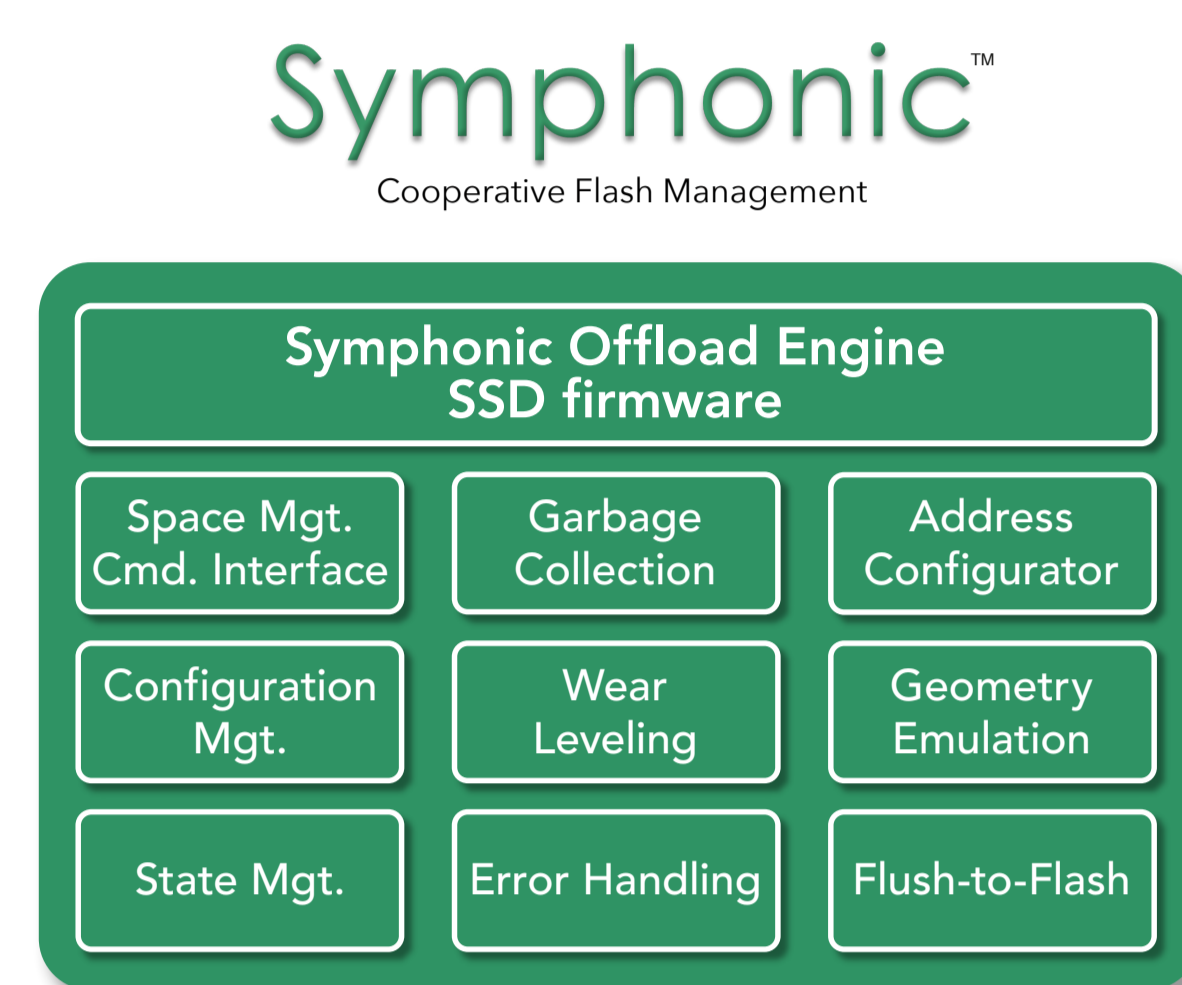 Symphonic™
Cooperative Flash Management
Symphonic Offload Engine
SSD firmware
Space Mgt.
Cmd. Interface
Garbage
Collection
Address
Configurator
Configuration
Mgt.
Wear
Leveling
Geometry
Emulation
State Mgt.
Error Handling
Flush-to-Flash